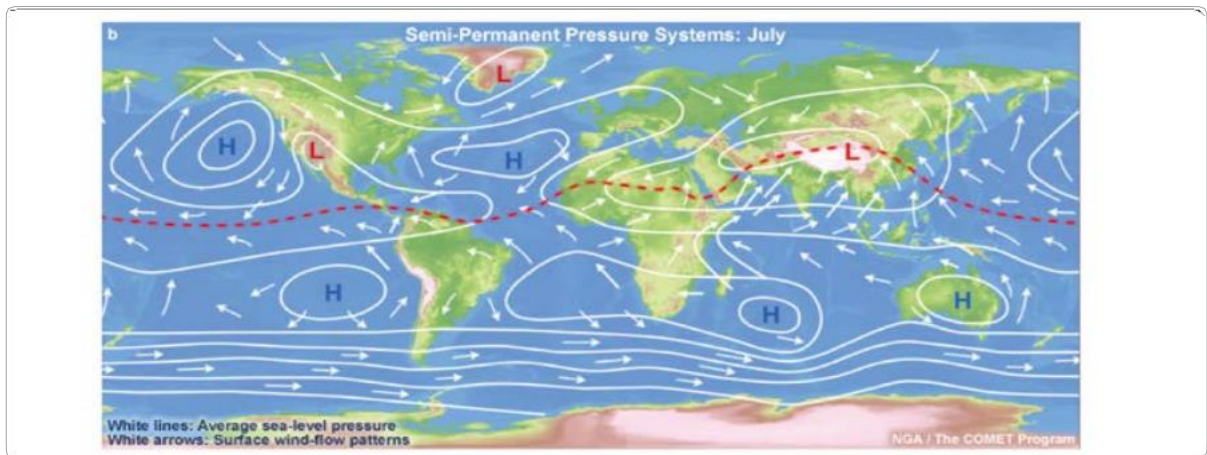 b
Semi-Permanent Pressure Systems: July
L
H
L
H
L
H
H
H
White lines: Average sea-level pressure
White arrows: Surface wind-flow patterns
NGA / The COMET Program